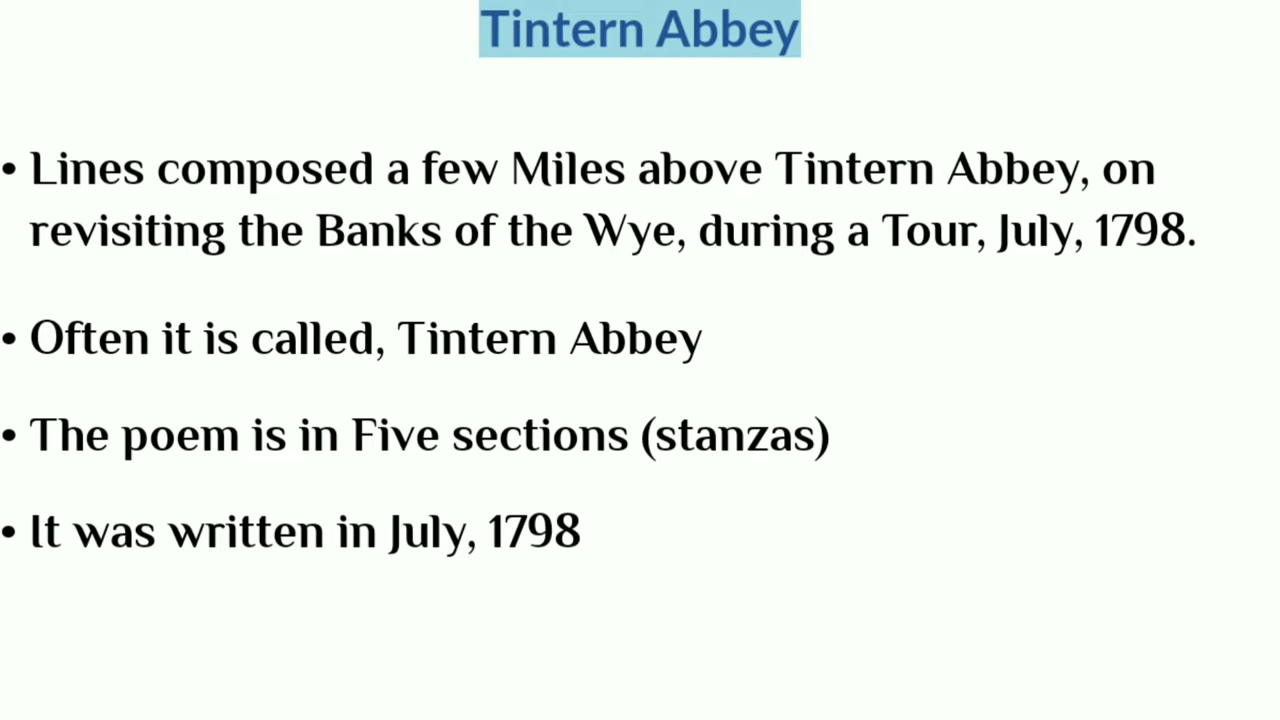 Tintern Abbey
• Lines composed a few Miles above Tintern Abbey, on
revisiting the Banks of the Wye, during a Tour, July, 1798.
• Often it is called, Tintern Abbey
• The poem is in Five sections (stanzas)
• It was written in July, 1798